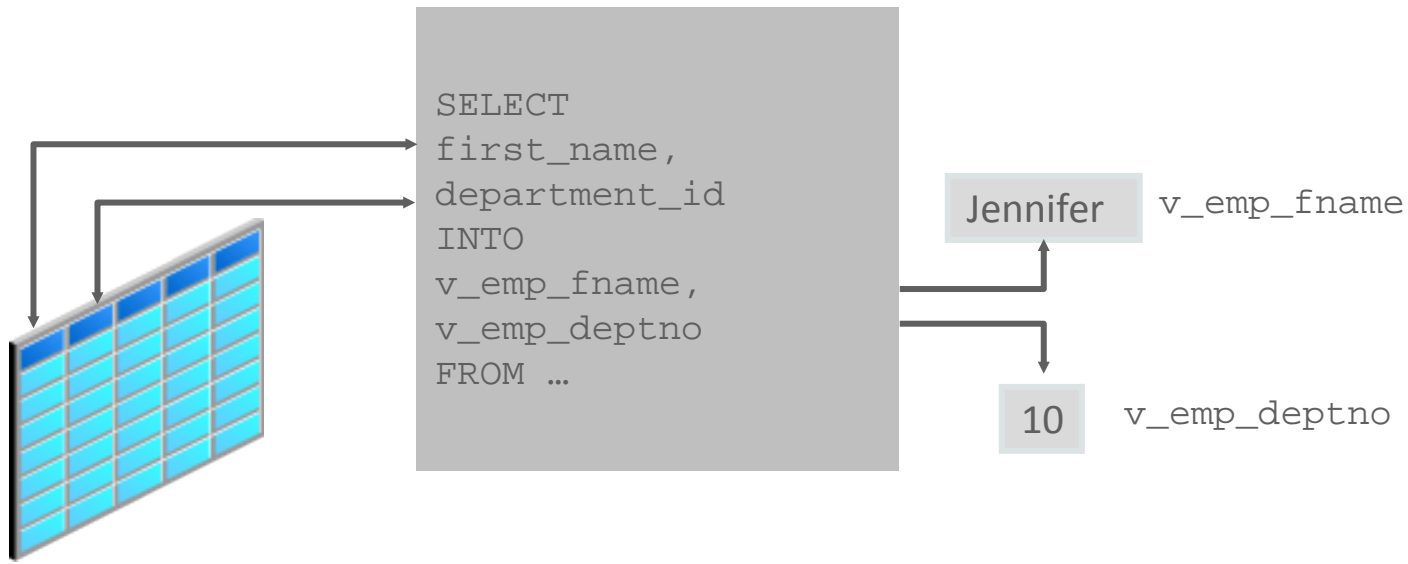 SELECT
first_name,
department_id
INTO
v_emp_fname,
v_emp_deptno
FROM …
Jennifer v_emp_fname
10 v_emp_deptno